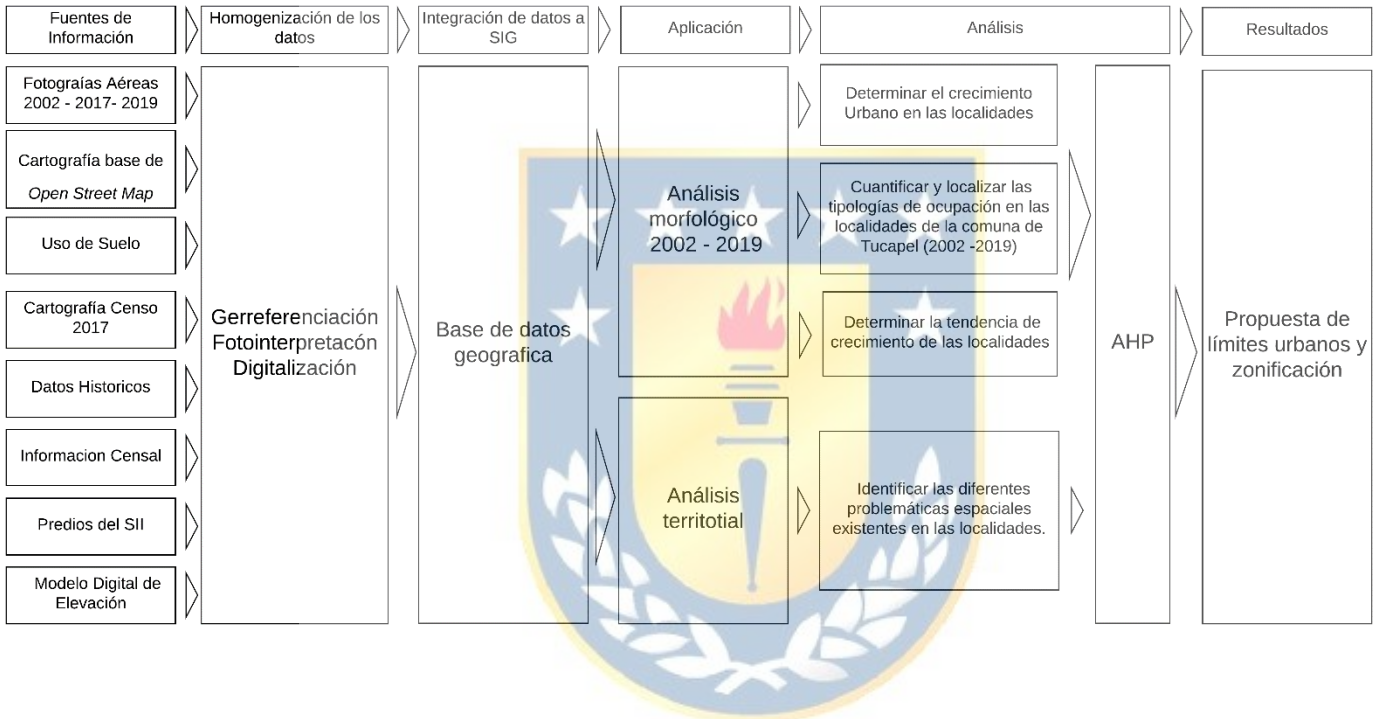 Fuentes de
Información
Homogenización de los
datos
Integración de datos a
SIG
Aplicación
Análisis
Resultados
Fotograías Aéreas
2002 - 2017- 2019
Cartografía base de
Open Street Map
Uso de Suelo
Cartografía Censo
2017
Datos Historicos
Informacion Censal
Predios del SII
Modelo Digital de
Elevación
Gerreferenciación
Fotointerpretacón
Digitalización
Base de datos
geografica
Análisis
morfológico
2002 - 2019
Análisis
territotial
Determinar el crecimiento
Urbano en las localidades
Cuantificar y localizar las
tipologías de ocupación en las
localidades de la comuna de
Tucapel (2002 -2019)
Determinar la tendencia de
crecimiento de las localidades
Identificar las diferentes
problemáticas espaciales
existentes en las localidades.
AHP
Propuesta de
límites urbanos y
zonificación